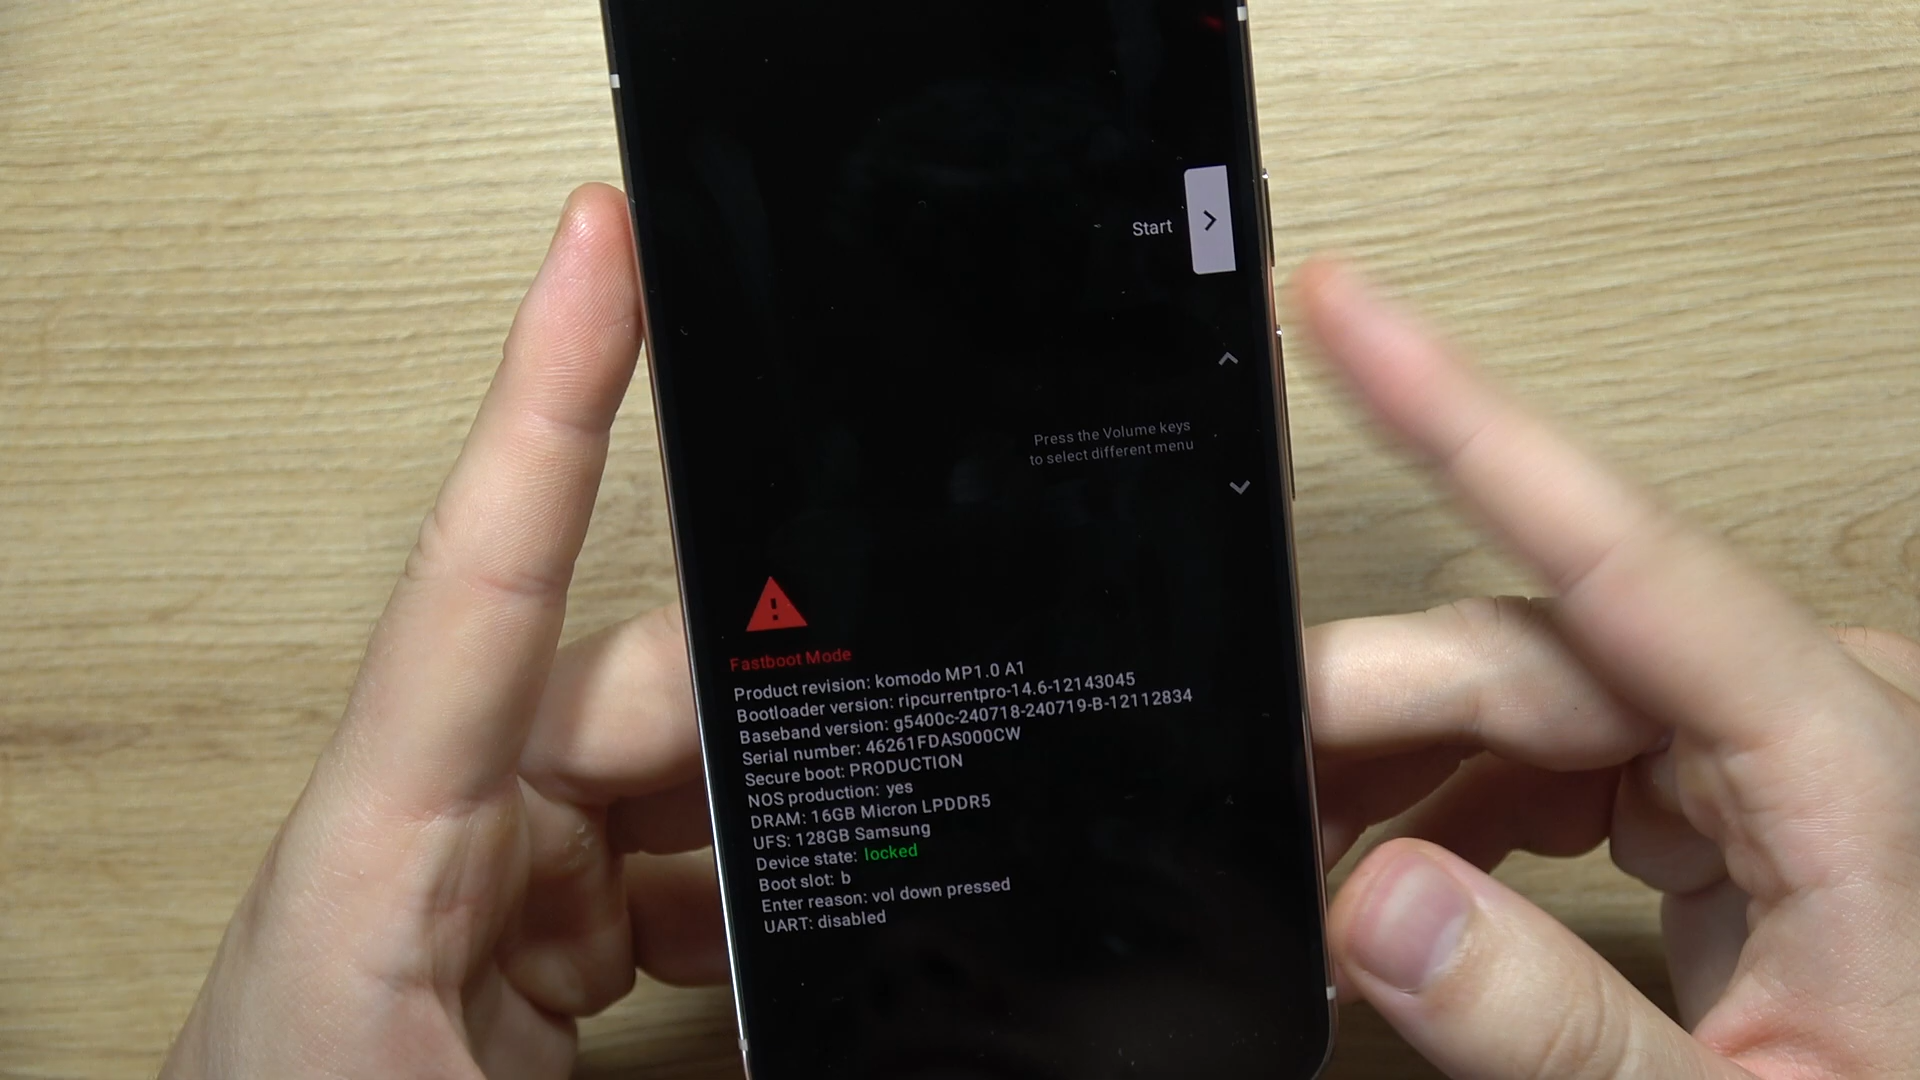 Start
Press the Volume keys
to select different menu
Fastboot Mode
Product revision: komodo MP1.0 A1
Bootloader version: ripcurrentpro-14.6-12143045
Baseband version: g5400c-240718-240719-B-12112834
Serial number: 46261FDAS000CW
Secure boot: PRODUCTION
NOS production: yes
DRAM: 16GB Micron LPDDR5
UFS: 128GB Samsung
Device state: locked
Boot slot: b
Enter reason: vol down pressed
UART: disabled